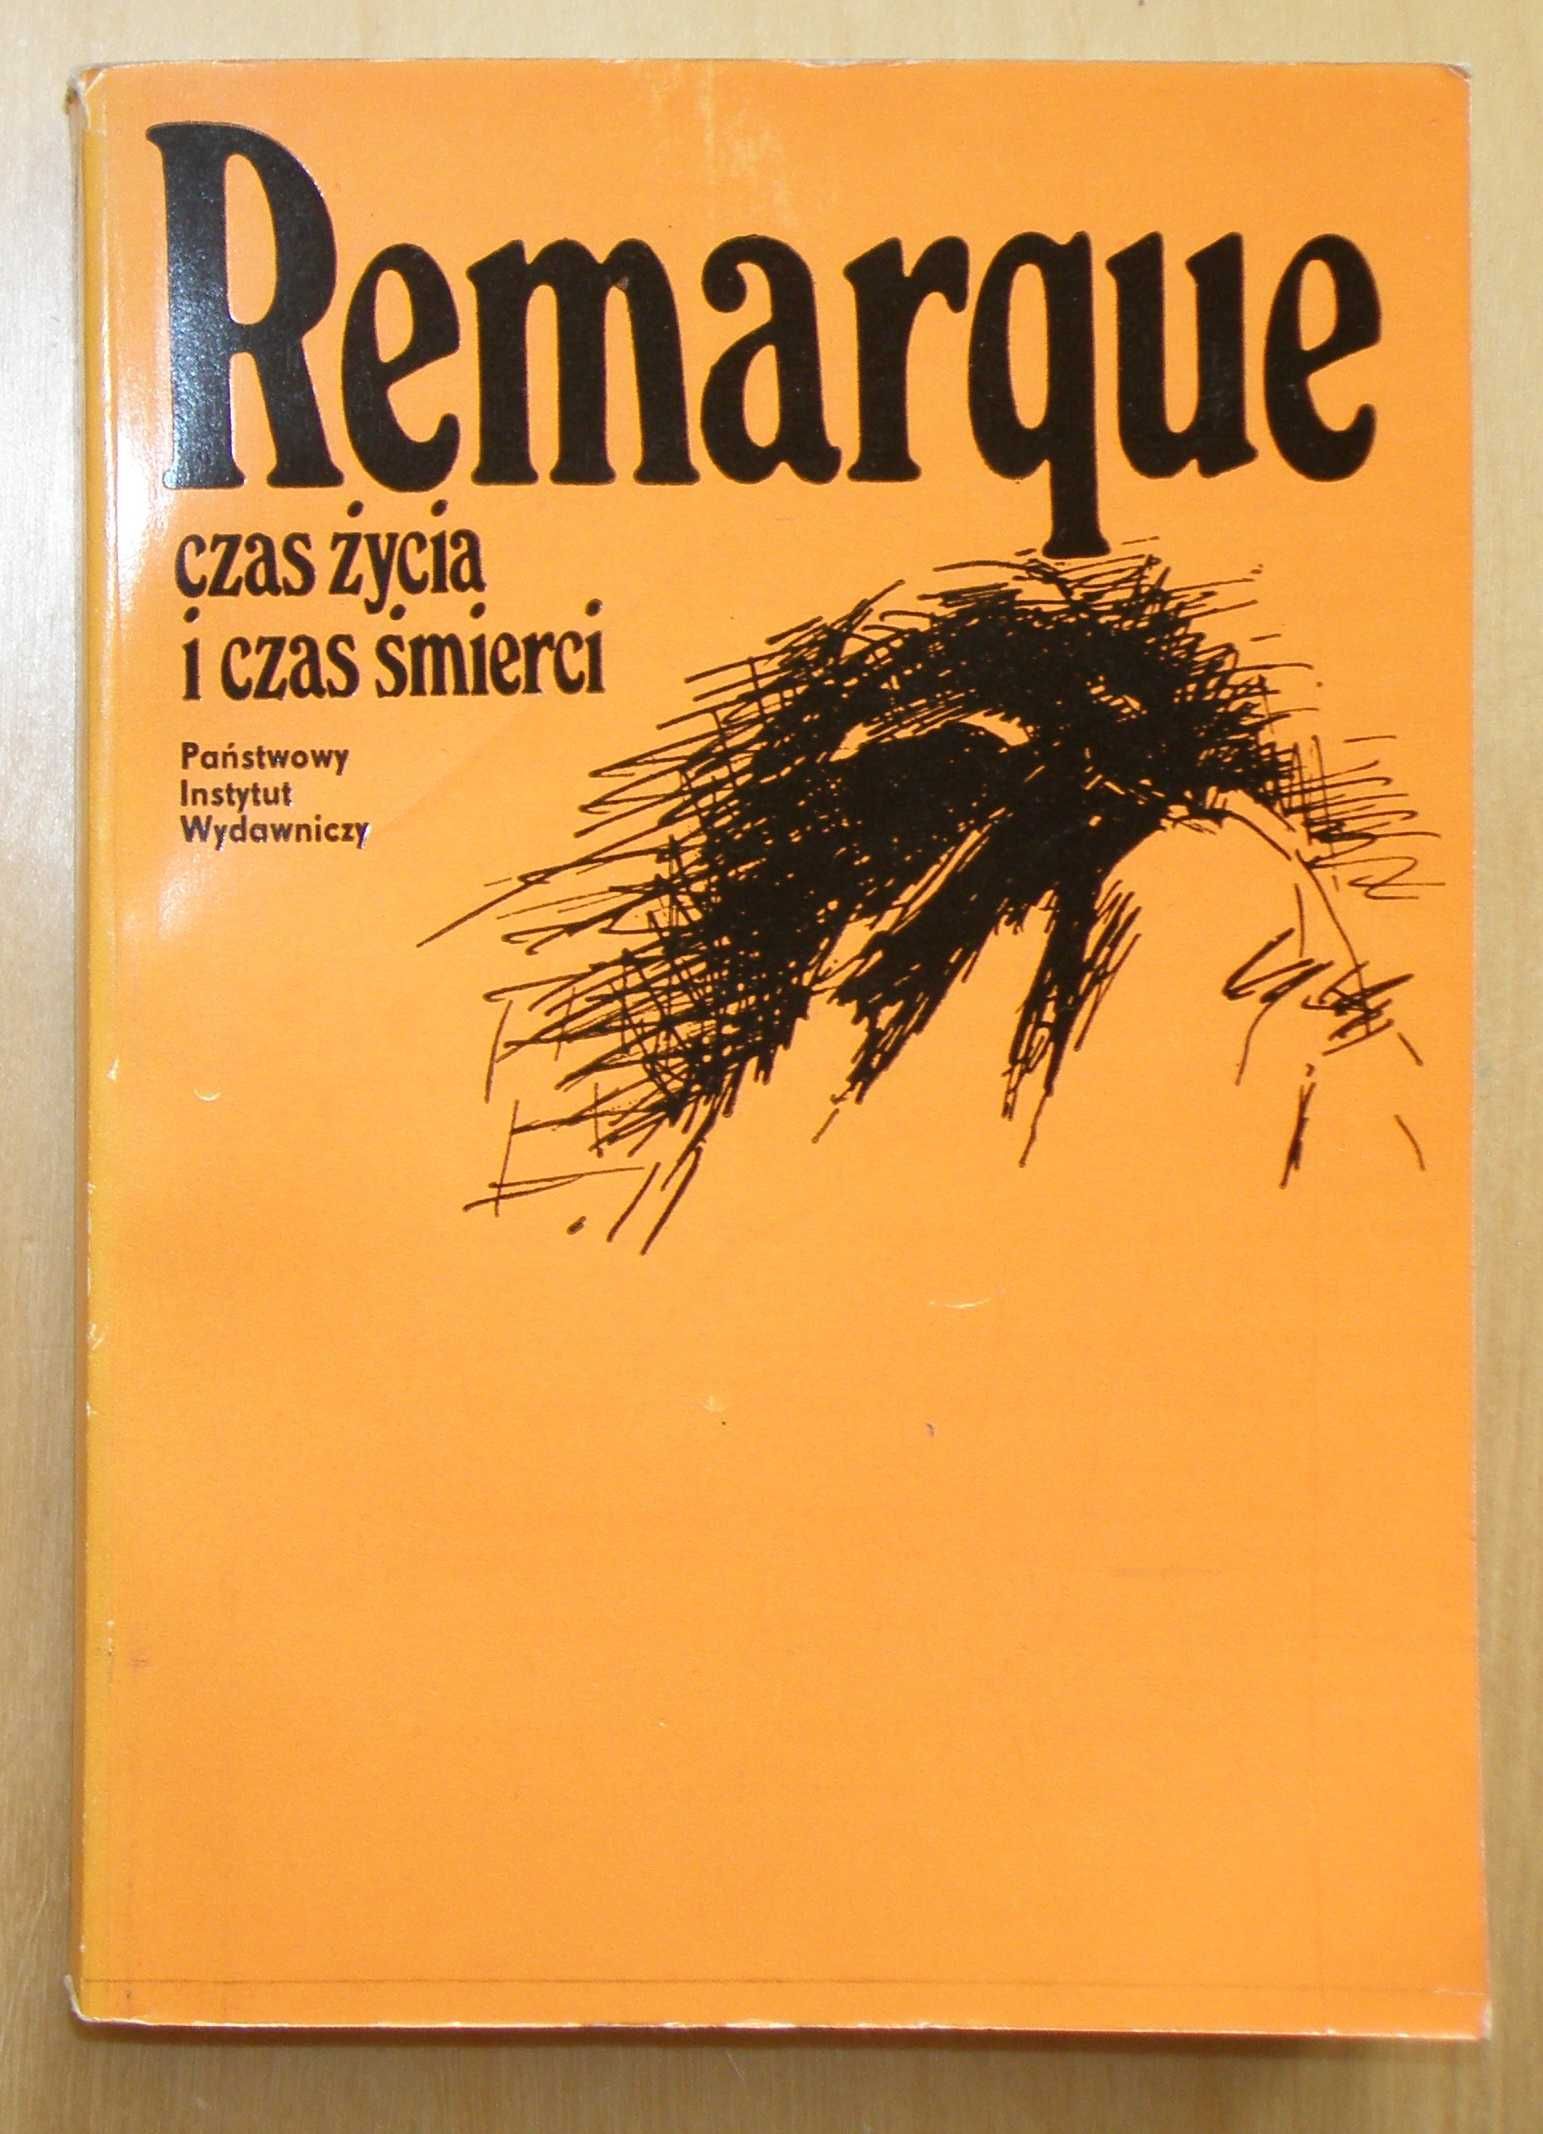 Remarque
czas życia
i czas śmierci
Państwowy
Instytut
Wydawniczy